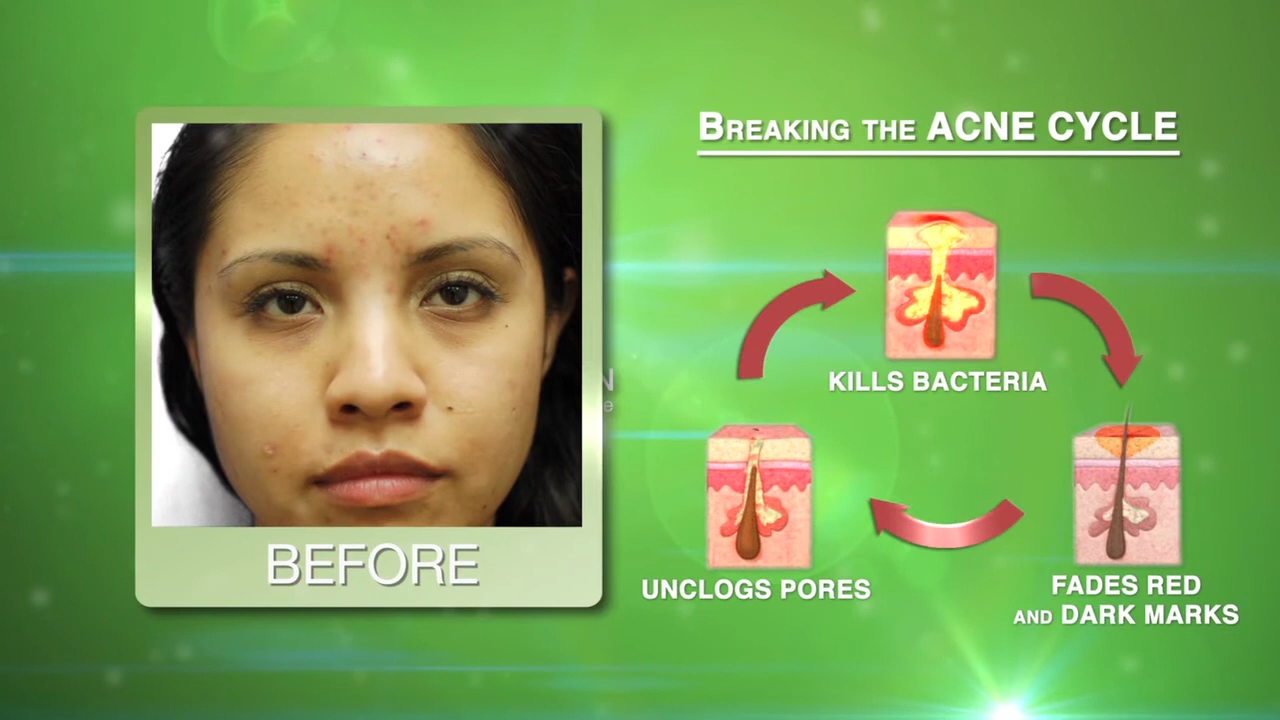 BREAKING THE ACNE CYCLE
KILLS BACTERIA
UNCLOGS PORES
FADES RED
AND DARK MARKS
BEFORE